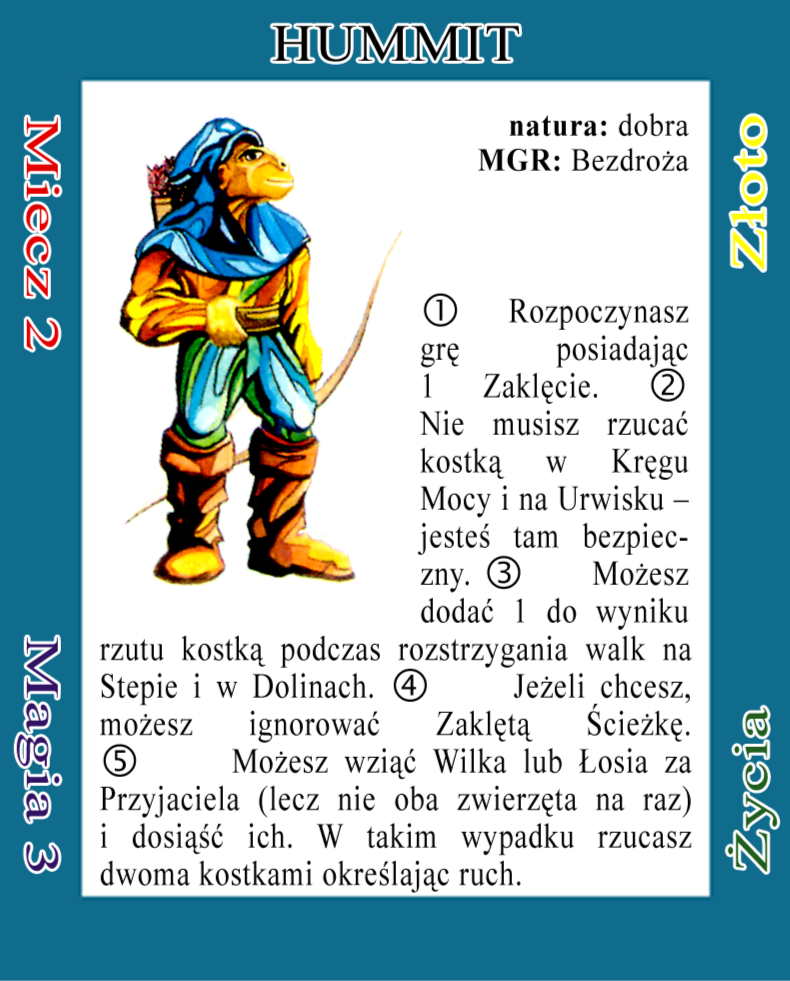 HUMMIT
Miecz 2
Magia 3
Złoto
Życia
natura: dobra
MGR: Bezdroża
① Rozpoczynasz
grę posiadając
1 Zaklęcie. ②
Nie musisz rzucać
kostką w Kręgu
Mocy i na Urwisku –
jesteś tam bezpiec-
zny. ③ Możesz
dodać 1 do wyniku
rzutu kostką podczas rozstrzygania walk na
Stepie i w Dolinach. ④ Jeżeli chcesz,
możesz ignorować Zaklętą Ścieżkę.
⑤ Możesz wziąć Wilka lub Łosia za
Przyjaciela (lecz nie oba zwierzęta na raz)
i dosiąść ich. W takim wypadku rzucasz
dwoma kostkami określając ruch.